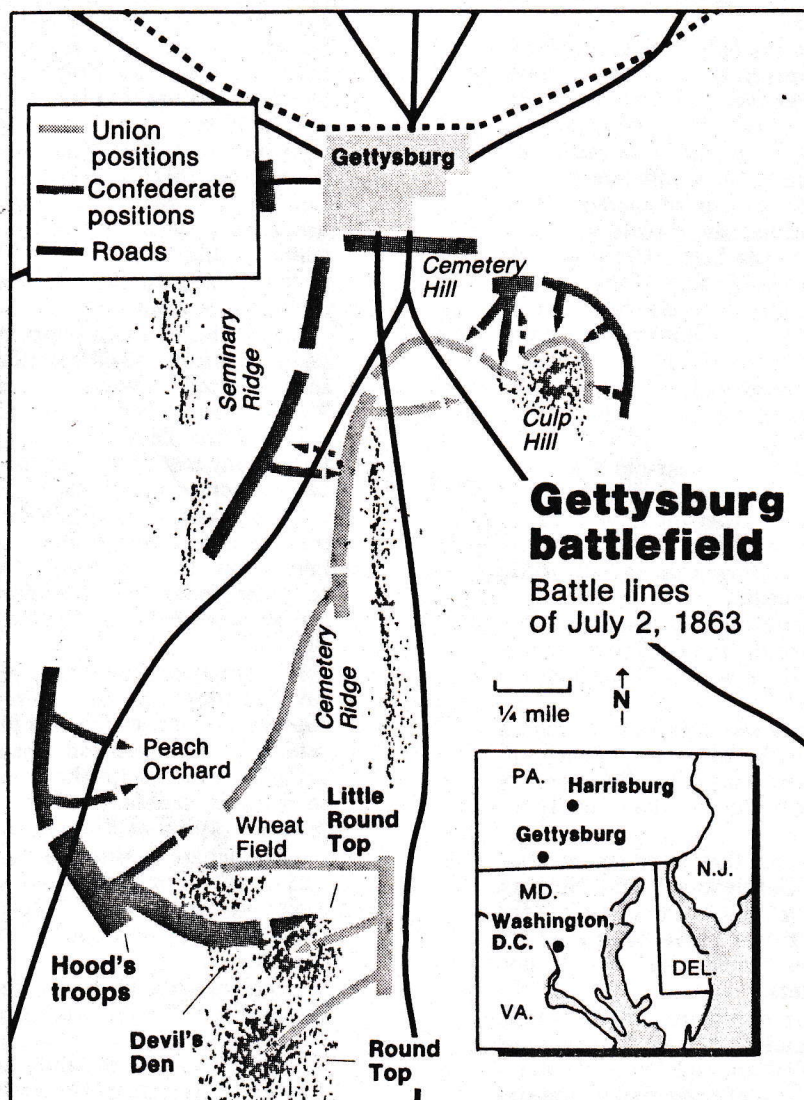 Union
positions
Confederate
positions
Roads
Gettysburg
Cemetery
Hill
Seminary
Ridge
Culp
Hill
Gettysburg
battlefield
Battle lines
of July 2, 1863
¼ mile
N
Cemetery
Ridge
Peach
Orchard
Wheat
Field
Little
Round
Top
Hood's
troops
Devil's
Den
Round
Top
PA.
Harrisburg
Gettysburg
N.J.
MD.
Washington,
D.C.
DEL.
VA.